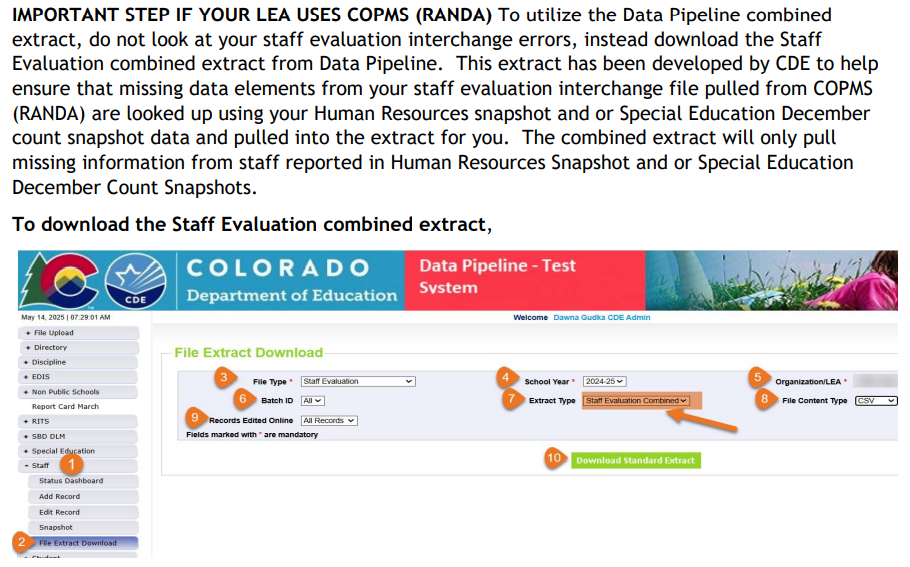 IMPORTANT STEP IF YOUR LEA USES COPMS (RANDA) To utilize the Data Pipeline combined
extract, do not look at your staff evaluation interchange errors, instead download the Staff
Evaluation combined extract from Data Pipeline.  This extract has been developed by CDE to help
ensure that missing data elements from your staff evaluation interchange file pulled from COPMS
(RANDA) are looked up using your Human Resources snapshot and or Special Education December
count snapshot data and pulled into the extract for you.  The combined extract will only pull
missing information from staff reported in Human Resources Snapshot and or Special Education
December Count Snapshots.
To download the Staff Evaluation combined extract,
CDE
COLORADO
Department of Education
Data Pipeline - Test
System
May 14, 2025 | 07:29:01 AM
Welcome Dawna Gudka CDE Admin
+ File Upload
+ Directory
+ Discipline
+ EDIS
+ Non Public Schools
Report Card March
+ RITS
+ SBD DLM
+ Special Education
- Staff 1
Status Dashboard
Add Record
Edit Record
Snapshot
2 File Extract Download
+ Student
File Extract Download
3 File Type * Staff Evaluation
4 School Year * 2024-25
5 Organization/LEA *
6 Batch ID All
7 Extract Type Staff Evaluation Combined
8 File Content Type CSV
9 Records Edited Online All Records
Fields marked with * are mandatory
10 Download Standard Extract